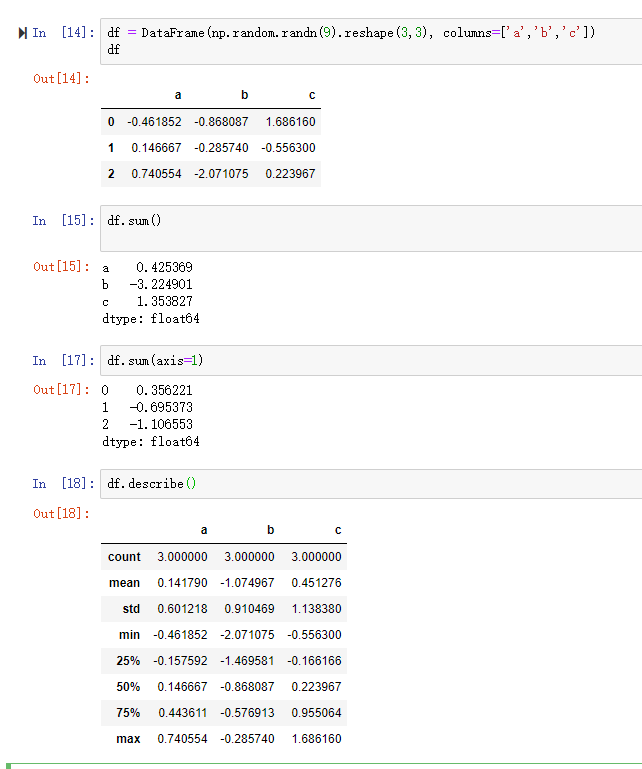 In [14]: df = DataFrame(np.random.randn(9).reshape(3,3), columns=['a','b','c'])
df
Out[14]:
a b c
0 -0.461852 -0.868087 1.686160
1 0.146667 -0.285740 -0.556300
2 0.740554 -2.071075 0.223967
In [15]: df.sum()
Out[15]: a 0.425369
b -3.224901
c 1.353827
dtype: float64
In [17]: df.sum(axis=1)
Out[17]: 0 0.356221
1 -0.695373
2 -1.106553
dtype: float64
In [18]: df.describe()
Out[18]:
a b c
count 3.000000 3.000000 3.000000
mean 0.141790 -1.074967 0.451276
std 0.601218 0.910469 1.138380
min -0.461852 -2.071075 -0.556300
25% -0.157592 -1.469581 -0.166166
50% 0.146667 -0.868087 0.223967
75% 0.443611 -0.576913 0.955064
max 0.740554 -0.285740 1.686160